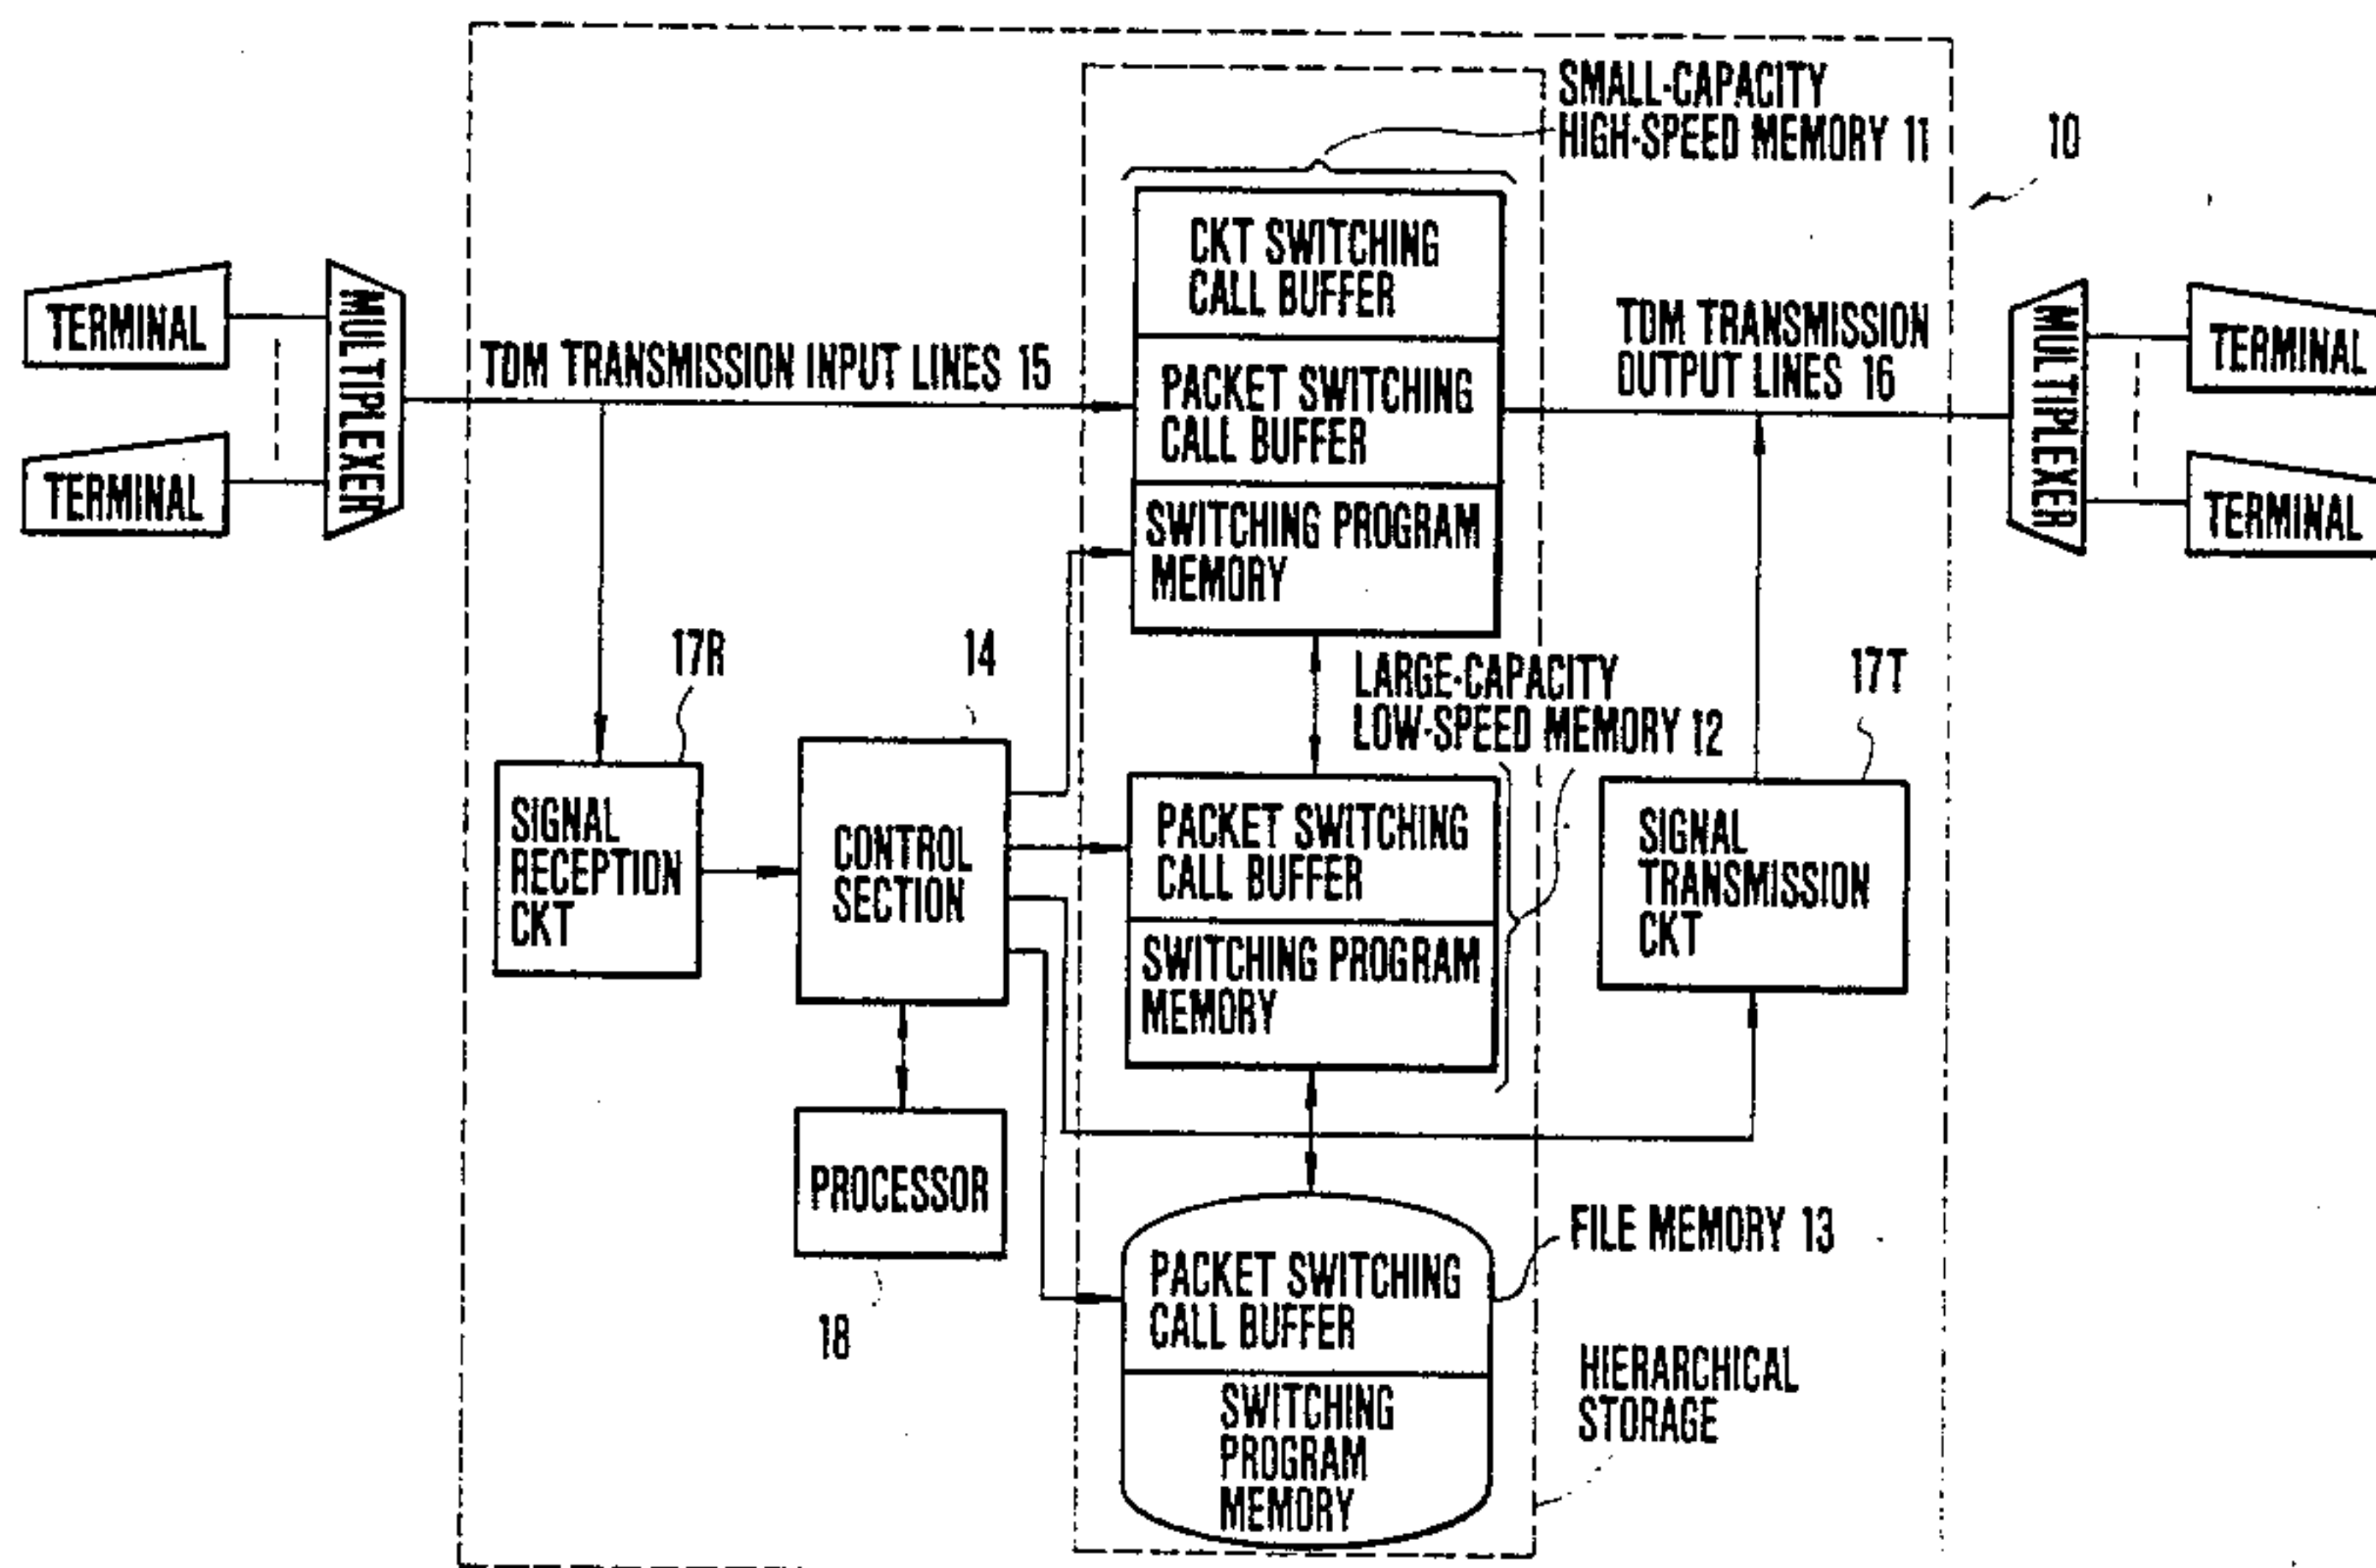 SMALL-CAPACITY
HIGH-SPEED MEMORY 11
10
CKT SWITCHING
CALL BUFFER
TERMINAL
MULTIPLEXER
TERMINAL
TDM TRANSMISSION INPUT LINES 15
PACKET SWITCHING
CALL BUFFER
TDM TRANSMISSION
OUTPUT LINES 16
MULTIPLEXER
TERMINAL
TERMINAL
SWITCHING PROGRAM
MEMORY
17R
14
LARGE-CAPACITY
LOW-SPEED MEMORY 12
17T
SIGNAL
RECEPTION
CKT
CONTROL
SECTION
PACKET SWITCHING
CALL BUFFER
SWITCHING PROGRAM
MEMORY
SIGNAL
TRANSMISSION
CKT
PROCESSOR
18
PACKET SWITCHING
CALL BUFFER
FILE MEMORY 13
SWITCHING
PROGRAM
MEMORY
HIERARCHICAL
STORAGE